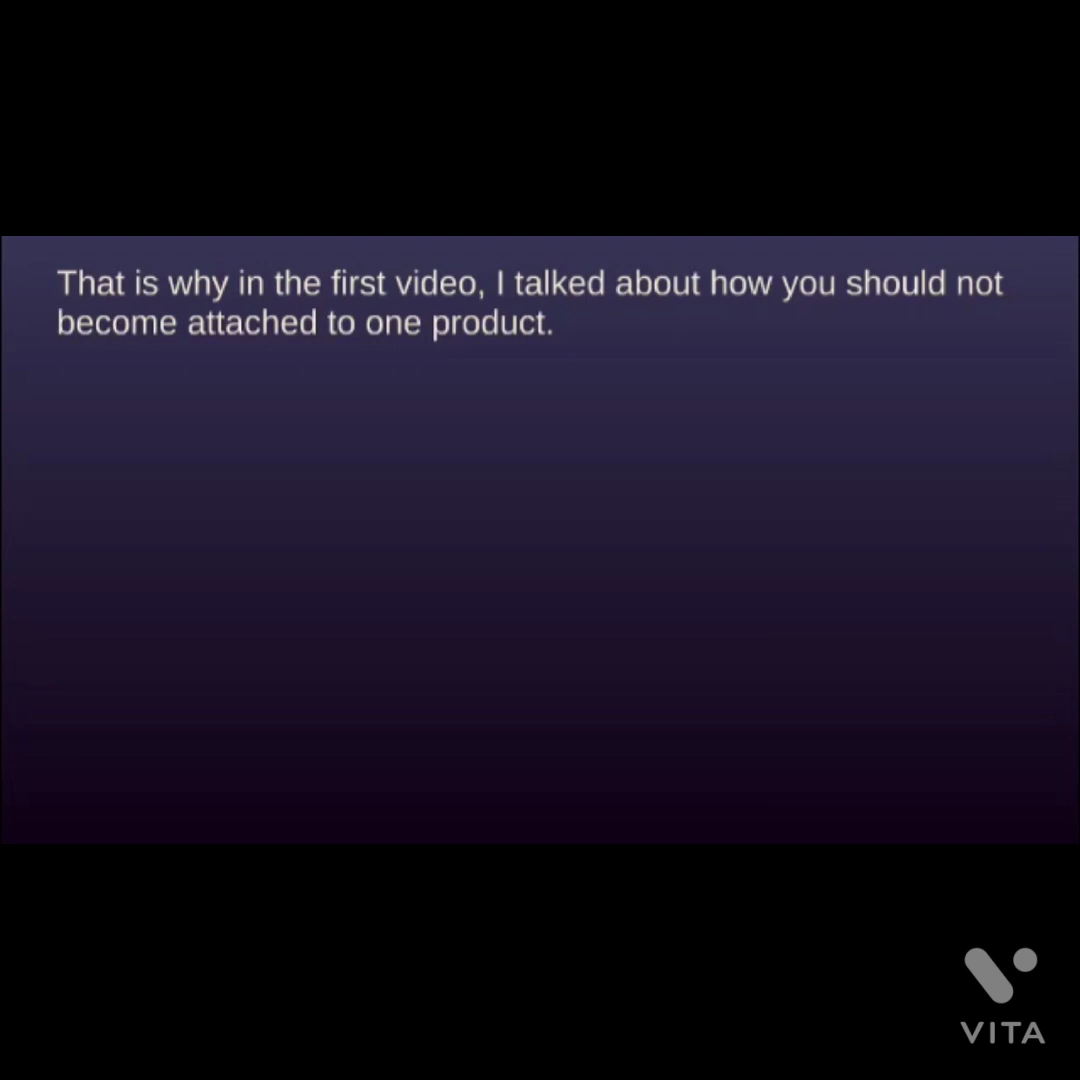 That is why in the first video, I talked about how you should not
become attached to one product.
VITA